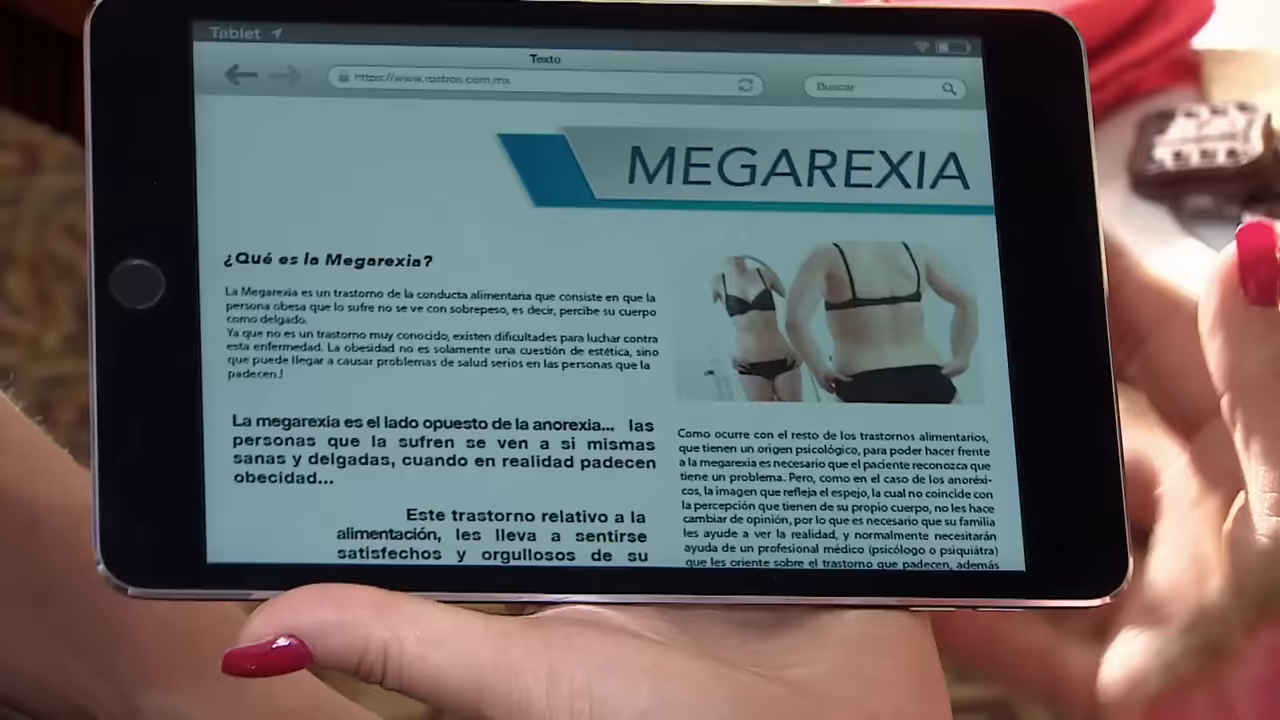 Tablet
Texto
https://www.rostros.com.mx
Buscar
MEGAREXIA
¿Qué es la Megarexia?
La Megarexia es un trastorno de la conducta alimentaria que consiste en que la
persona obesa que lo sufre no se ve con sobrepeso, es decir, percibe su cuerpo
como delgado.
Ya que no es un trastorno muy conocido, existen dificultades para luchar contra
esta enfermedad. La obesidad no es solamente una cuestión de estética, sino
que puede llegar a causar problemas de salud serios en las personas que la
padecen.!
La megarexia es el lado opuesto de la anorexia... las
personas que la sufren se ven a si mismas
sanas y delgadas, cuando en realidad padecen
obecidad...
Este trastorno relativo a la
alimentación, les lleva a sentirse
satisfechos y orgullosos de su
Como ocurre con el resto de los trastornos alimentarios,
que tienen un origen psicológico, para poder hacer frente
a la megarexia es necesario que el paciente reconozca que
tiene un problema. Pero, como en el caso de los anoréxi-
cos, la imagen que refleja el espejo, la cual no coincide con
la percepción que tienen de su propio cuerpo, no les hace
cambiar de opinión, por lo que es necesario que su familia
les ayude a ver la realidad, y normalmente necesitarán
ayuda de un profesional médico (psicólogo o psiquiátra)
que les oriente sobre el trastorno que padecen, además